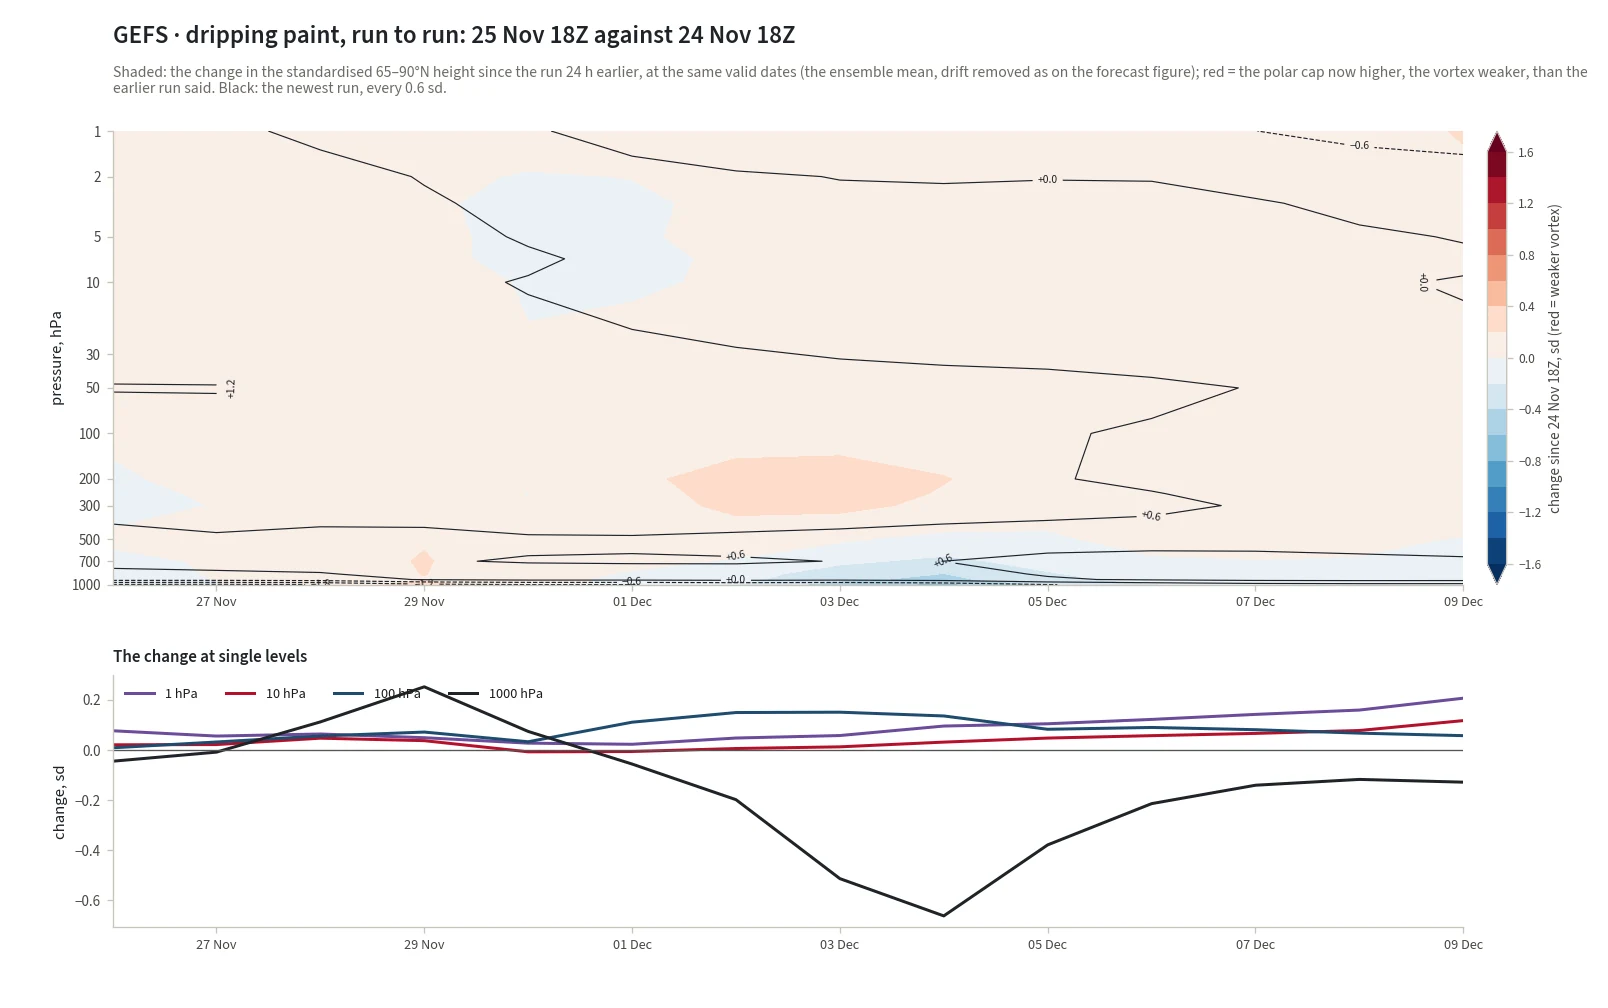 GEFS · dripping paint, run to run: 25 Nov 18Z against 24 Nov 18Z
Shaded: the change in the standardised 65–90°N height since the run 24 h earlier, at the same valid dates (the ensemble mean, drift removed as on the forecast figure); red = the polar cap now higher, the vortex weaker, than the
earlier run said. Black: the newest run, every 0.6 sd.
pressure, hPa
1
2
5
10
30
50
100
200
300
500
700
1000
−0.6
+0.0
+0.0
+1.2
+0.6
+0.6
+0.6
−0.6
+0.0
27 Nov
29 Nov
01 Dec
03 Dec
05 Dec
07 Dec
09 Dec
1.6
1.2
0.8
0.4
0.0
−0.4
−0.8
−1.2
−1.6
change since 24 Nov 18Z, sd (red = weaker vortex)
The change at single levels
1 hPa
10 hPa
100 hPa
1000 hPa
change, sd
0.2
0.0
−0.2
−0.4
−0.6
27 Nov
29 Nov
01 Dec
03 Dec
05 Dec
07 Dec
09 Dec